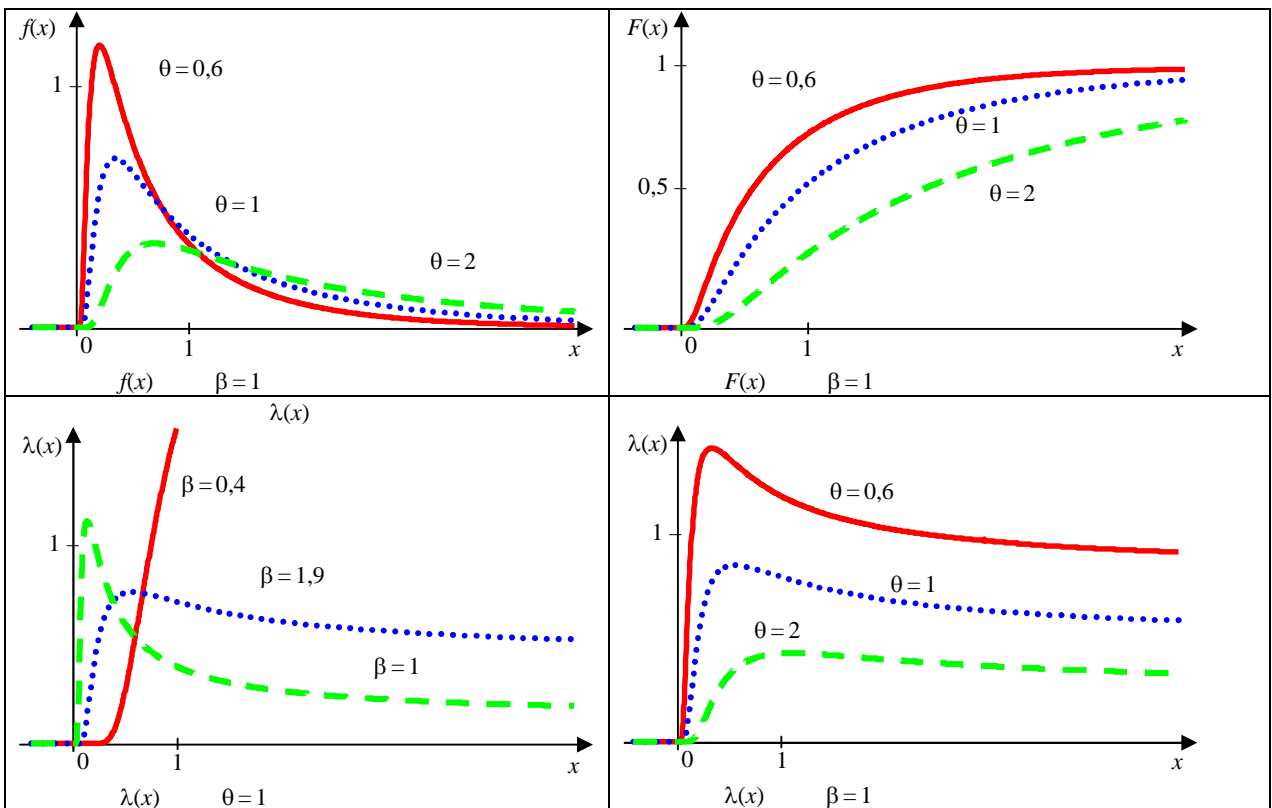 f(x)
1
θ = 0,6
θ = 1
θ = 2
0 1 x
f(x) β = 1
F(x)
1
0,5
θ = 0,6
θ = 1
θ = 2
0 1 x
F(x) β = 1
λ(x)
λ(x)
1
β = 0,4
β = 1,9
β = 1
0 1 x
λ(x) θ = 1
λ(x)
1
θ = 0,6
θ = 1
θ = 2
0 1 x
λ(x) β = 1